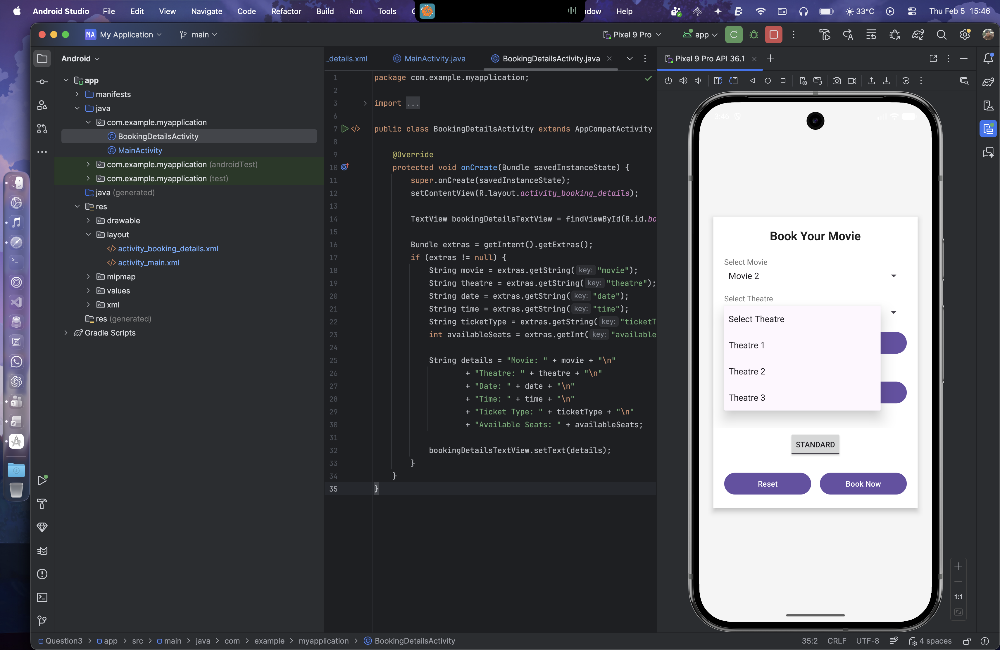 Android Studio File Edit View Navigate Code Refactor Build Run Tools Help 33°C Thu Feb 5 15:46
MA My Application main Pixel 9 Pro app
Android
app
manifests
java
com.example.myapplication
BookingDetailsActivity
MainActivity
com.example.myapplication (androidTest)
com.example.myapplication (test)
java (generated)
res
drawable
layout
activity_booking_details.xml
activity_main.xml
mipmap
values
xml
res (generated)
Gradle Scripts
_details.xml MainActivity.java BookingDetailsActivity.java
1 package com.example.myapplication;
2
3 import ...
6
7 public class BookingDetailsActivity extends AppCompatActivity
8
9 @Override
10 protected void onCreate(Bundle savedInstanceState) {
11 super.onCreate(savedInstanceState);
12 setContentView(R.layout.activity_booking_details);
13
14 TextView bookingDetailsTextView = findViewById(R.id.bo
15
16 Bundle extras = getIntent().getExtras();
17 if (extras != null) {
18 String movie = extras.getString( key: "movie");
19 String theatre = extras.getString( key: "theatre");
20 String date = extras.getString( key: "date");
21 String time = extras.getString( key: "time");
22 String ticketType = extras.getString( key: "ticketT
23 int availableSeats = extras.getInt( key: "available
24
25 String details = "Movie: " + movie + "\n"
26 + "Theatre: " + theatre + "\n"
27 + "Date: " + date + "\n"
28 + "Time: " + time + "\n"
29 + "Ticket Type: " + ticketType + "\n"
30 + "Available Seats: " + availableSeats;
31
32 bookingDetailsTextView.setText(details);
33 }
34 }
35 }
Pixel 9 Pro API 36.1
3:46
Book Your Movie
Select Movie
Movie 2
Select Theatre
Select Theatre
Theatre 1
Theatre 2
Theatre 3
STANDARD
Reset Book Now
1:1
Question3 > app > src > main > java > com > example > myapplication > BookingDetailsActivity
35:2 CRLF UTF-8 4 spaces